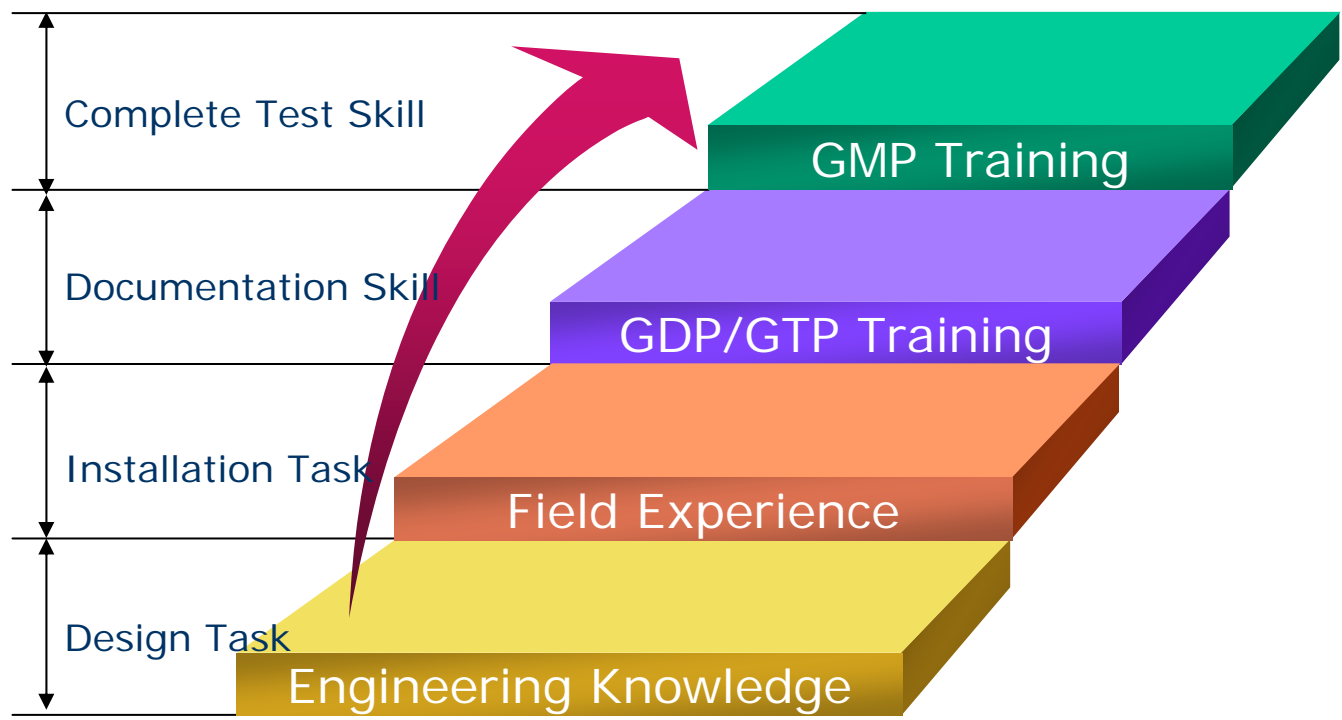 Complete Test Skill
GMP Training
Documentation Skill
GDP/GTP Training
Installation Task
Field Experience
Design Task
Engineering Knowledge